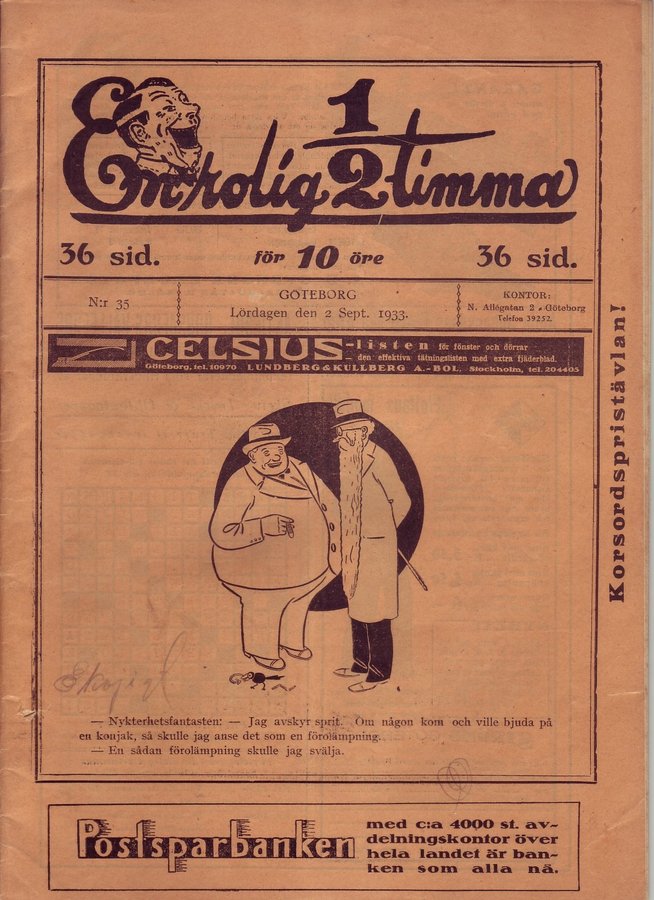 En rolig 1/2 timma
36 sid. för 10 öre 36 sid.
N:r 35
GÖTEBORG
Lördagen den 2 Sept. 1933.
KONTOR:
N. Allégatan 2 - Göteborg
Telefon 39252.
CELSIUS-listen för fönster och dörrar
den effektiva tätningslisten med extra fjäderblad.
Göteborg, tel. 10970 LUNDBERG & KULLBERG A.-BOL. Stockholm, tel. 204405
Korsordspristävlan!
Skojigt
— Nykterhetsfantasten: — Jag avskyr sprit. Om någon kom och ville bjuda på
en konjak, så skulle jag anse det som en förolämpning.
— En sådan förolämpning skulle jag svälja.
Postsparbanken
med c:a 4000 st. av-
delningskontor över
hela landet är ban-
ken som alla nå.